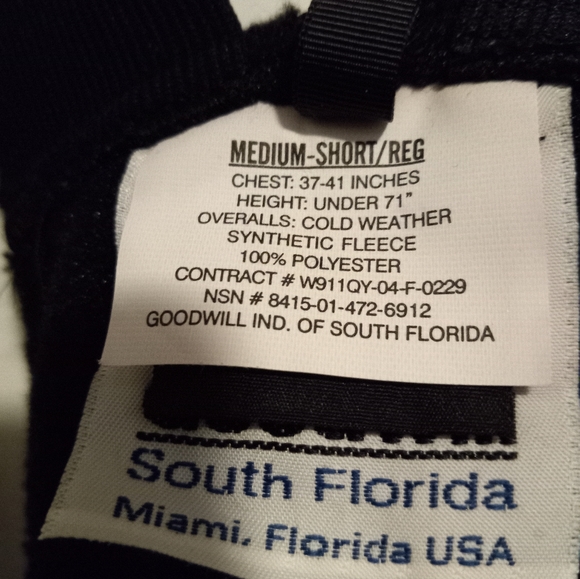 MEDIUM-SHORT/REG
CHEST: 37-41 INCHES
HEIGHT: UNDER 71"
OVERALLS: COLD WEATHER
SYNTHETIC FLEECE
100% POLYESTER
CONTRACT # W911QY-04-F-0229
NSN # 8415-01-472-6912
GOODWILL IND. OF SOUTH FLORIDA
South Florida
Miami, Florida USA